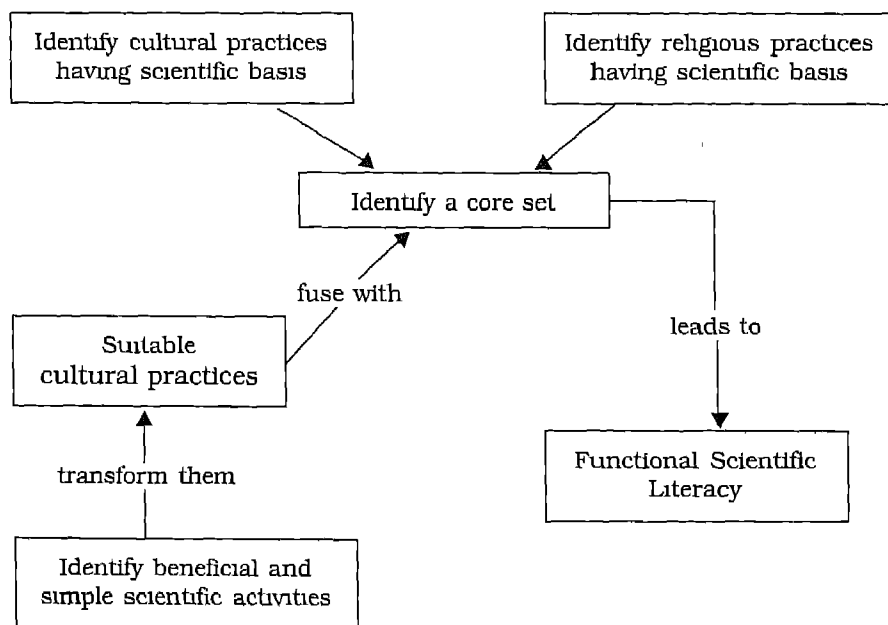 Identify cultural practices
having scientific basis
Identify religious practices
having scientific basis
Identify a core set
fuse with
leads to
Suitable
cultural practices
transform them
Functional Scientific
Literacy
Identify beneficial and
simple scientific activities